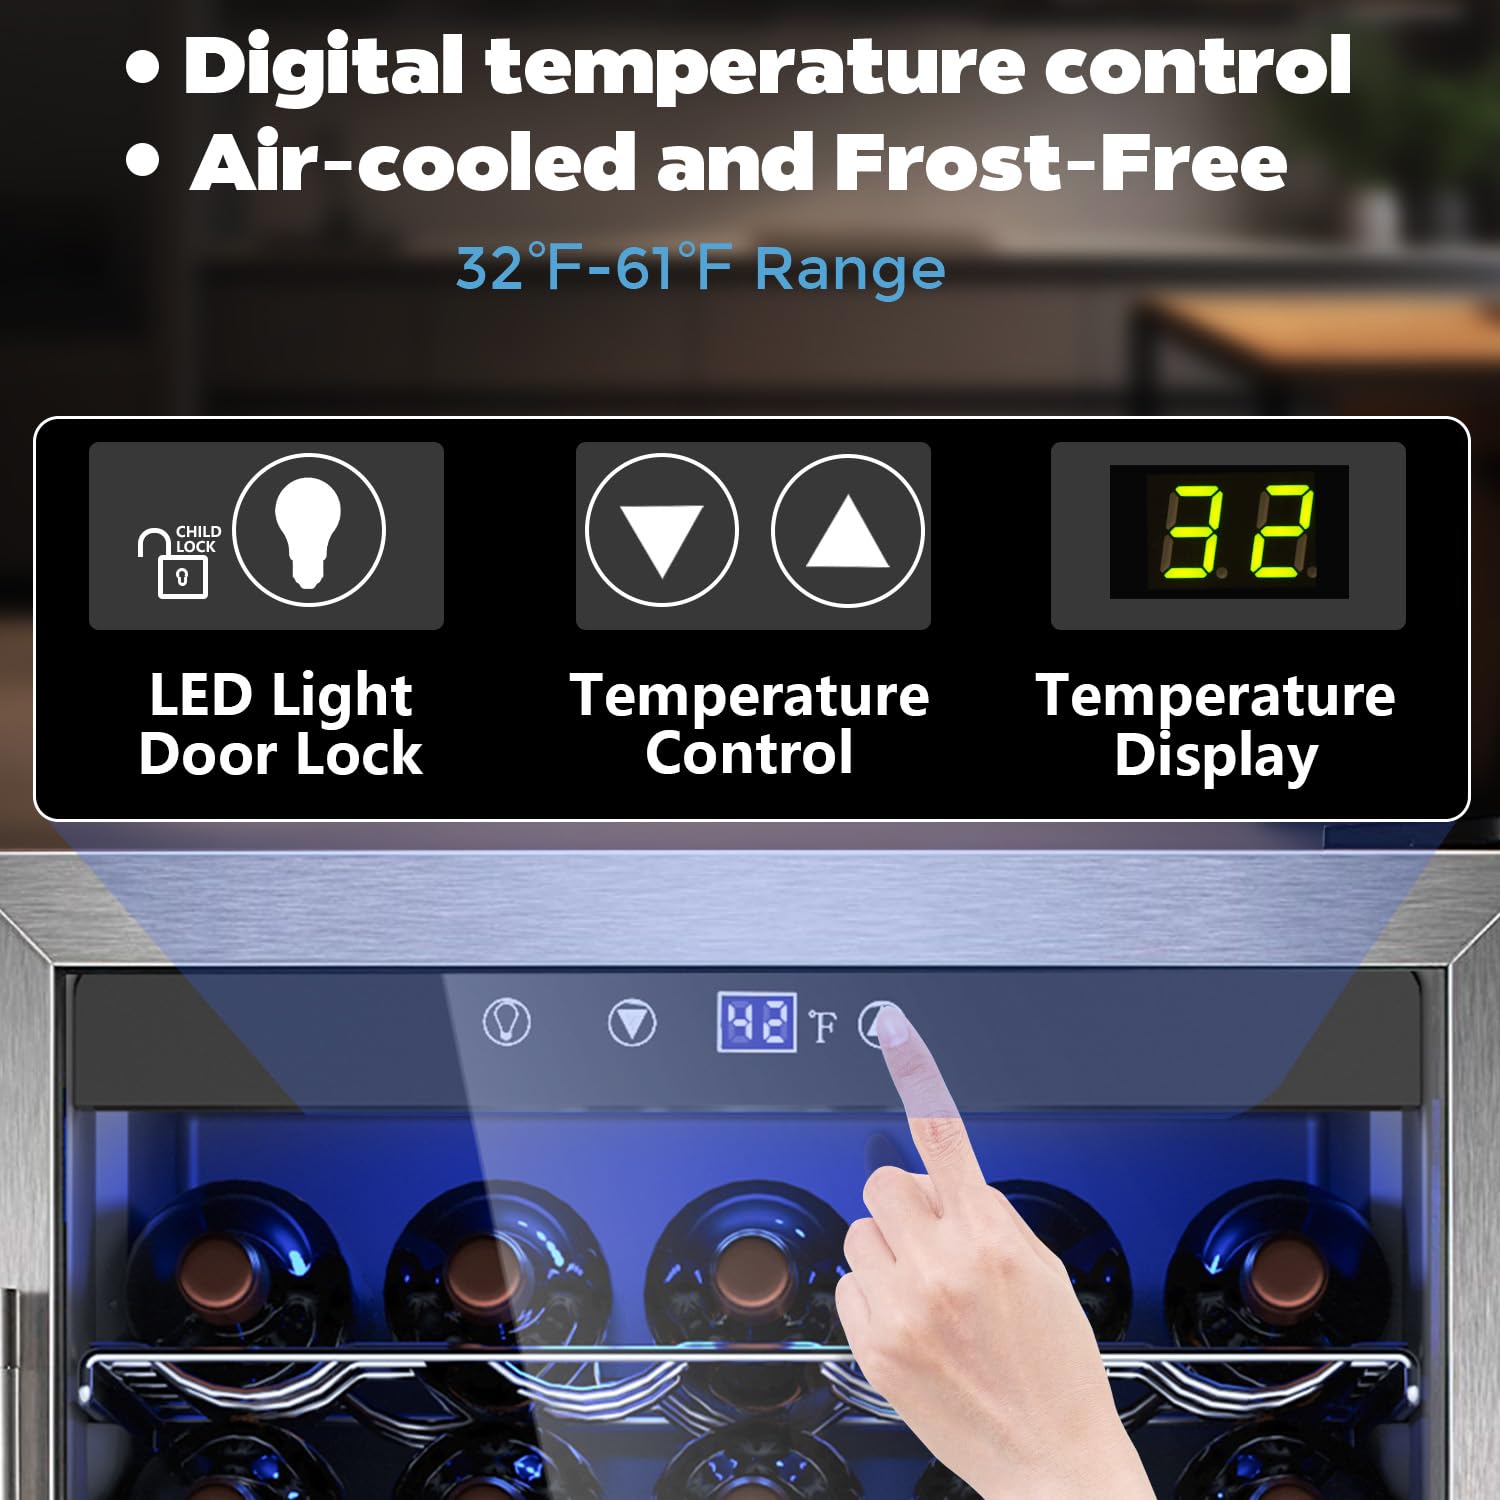 • Digital temperature control
• Air-cooled and Frost-Free
32°F-61°F Range
CHILD
LOCK
32
LED Light
Door Lock
Temperature
Control
Temperature
Display
42 °F